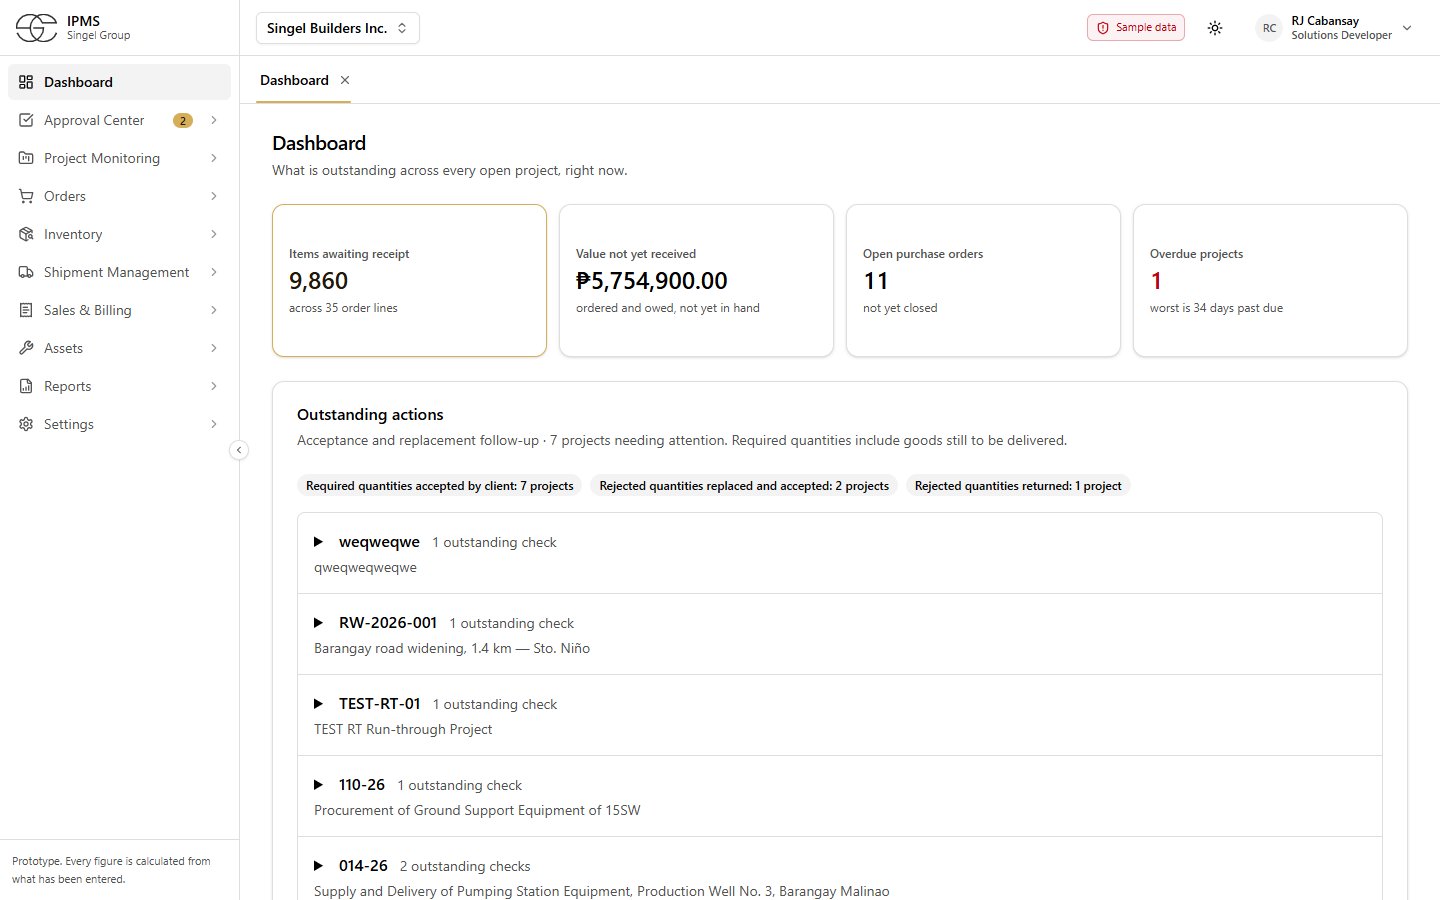 IPMS
Singel Group
Singel Builders Inc.
Sample data
RC
RJ Cabansay
Solutions Developer
Dashboard
Approval Center
2
Project Monitoring
Orders
Inventory
Shipment Management
Sales & Billing
Assets
Reports
Settings
Prototype. Every figure is calculated from
what has been entered.
Dashboard
Dashboard
What is outstanding across every open project, right now.
Items awaiting receipt
9,860
across 35 order lines
Value not yet received
₱5,754,900.00
ordered and owed, not yet in hand
Open purchase orders
11
not yet closed
Overdue projects
1
worst is 34 days past due
Outstanding actions
Acceptance and replacement follow-up · 7 projects needing attention. Required quantities include goods still to be delivered.
Required quantities accepted by client: 7 projects
Rejected quantities replaced and accepted: 2 projects
Rejected quantities returned: 1 project
weqweqwe 1 outstanding check
qweqweqweqwe
RW-2026-001 1 outstanding check
Barangay road widening, 1.4 km — Sto. Niño
TEST-RT-01 1 outstanding check
TEST RT Run-through Project
110-26 1 outstanding check
Procurement of Ground Support Equipment of 15SW
014-26 2 outstanding checks
Supply and Delivery of Pumping Station Equipment, Production Well No. 3, Barangay Malinao